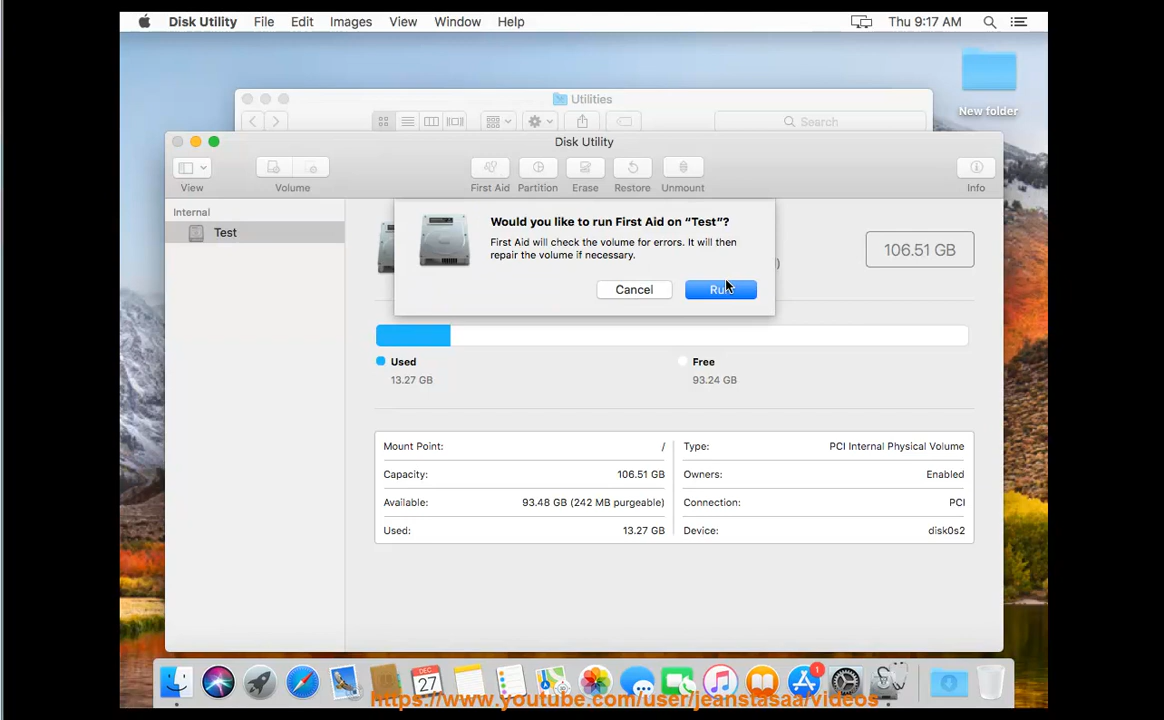 Disk Utility File Edit Images View Window Help Thu 9:17 AM
New folder
Utilities
Search
Disk Utility
View Volume First Aid Partition Erase Restore Unmount Info
Internal
Test
Would you like to run First Aid on “Test”?
First Aid will check the volume for errors. It will then
repair the volume if necessary.
Cancel
106.51 GB
Used Free
13.27 GB 93.24 GB
Mount Point: / Type: PCI Internal Physical Volume
Capacity: 106.51 GB Owners: Enabled
Available: 93.48 GB (242 MB purgeable) Connection: PCI
Used: 13.27 GB Device: disk0s2
DEC
27
1
https://www.youtube.com/user/jeanstasaa/videos